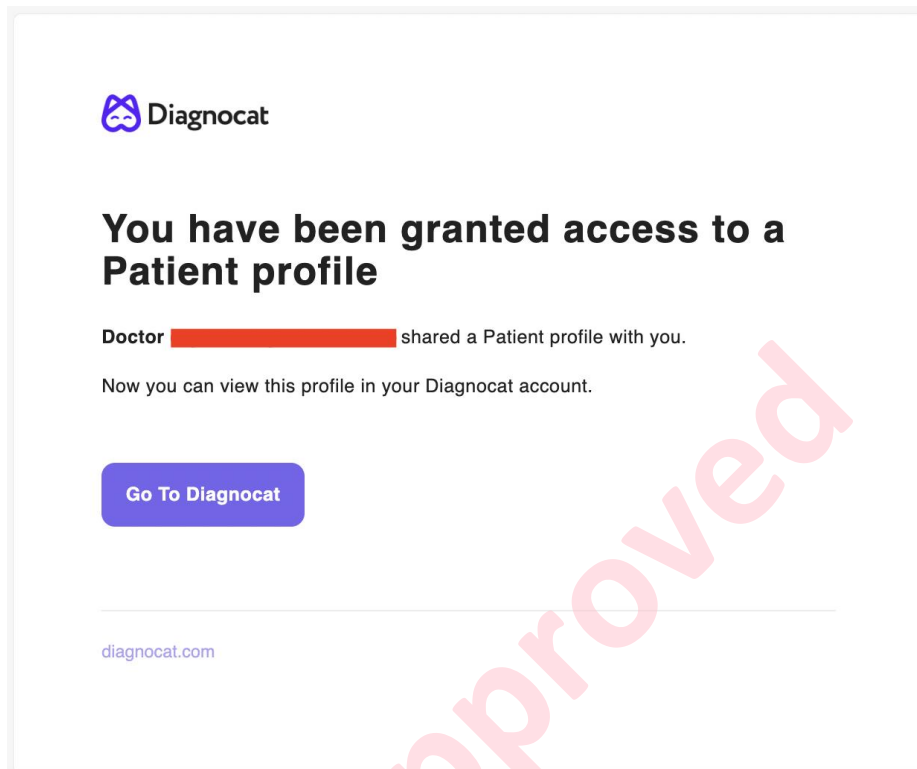 Diagnocat
You have been granted access to a
Patient profile
Doctor shared a Patient profile with you.
Now you can view this profile in your Diagnocat account.
Go To Diagnocat
diagnocat.com